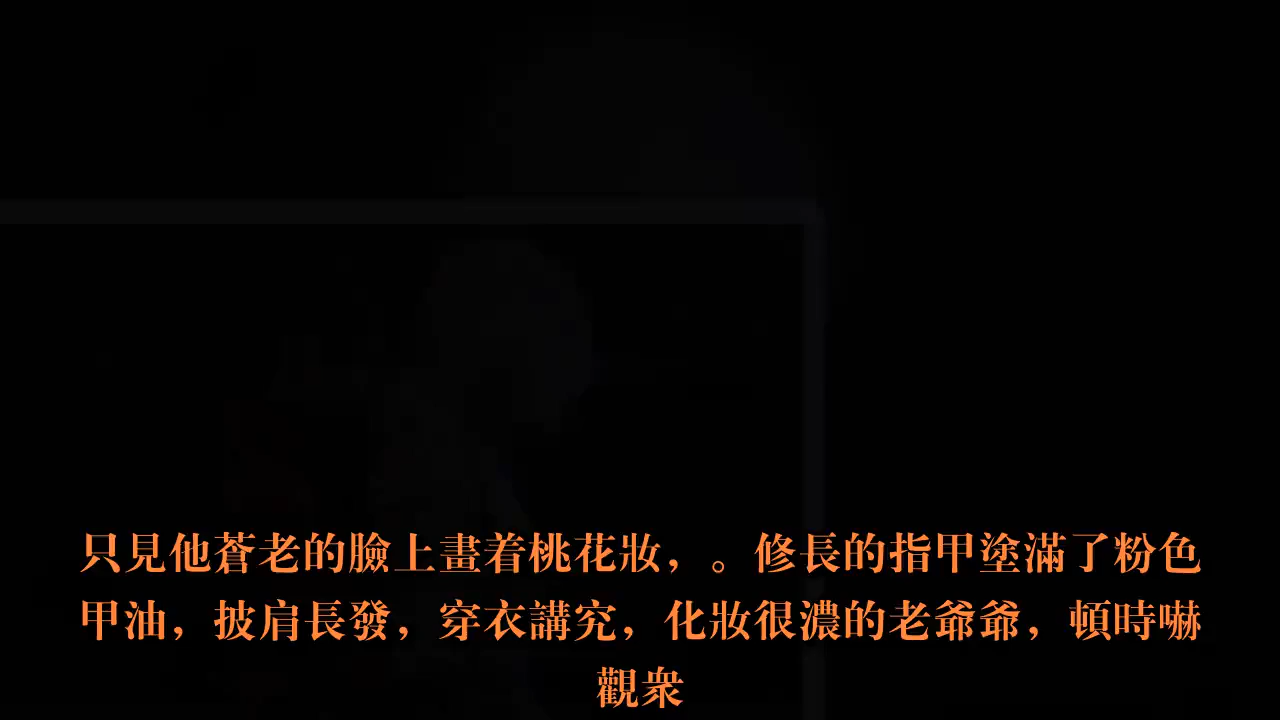 只見他蒼老的臉上畫着桃花妝，。修長的指甲塗滿了粉色
甲油，披肩長發，穿衣講究，化妝很濃的老爺爺，頓時嚇
觀衆